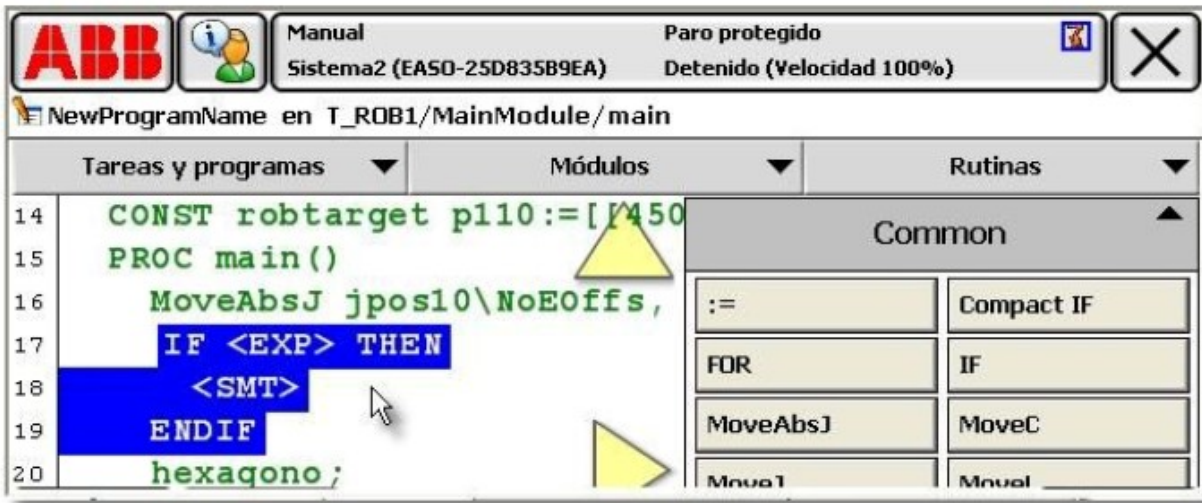 ABB
Manual Paro protegido
Sistema2 (EASO-25D835B9EA) Detenido (Velocidad 100%)
NewProgramName en T_ROB1/MainModule/main
Tareas y programas Módulos Rutinas
14 CONST robtarget p110:=[[450
15 PROC main()
16 MoveAbsJ jpos10\NoEOffs,
17 IF <EXP> THEN
18 <SMT>
19 ENDIF
20 hexagono;
Common
:= Compact IF
FOR IF
MoveAbsJ MoveC
MoveJ MoveL